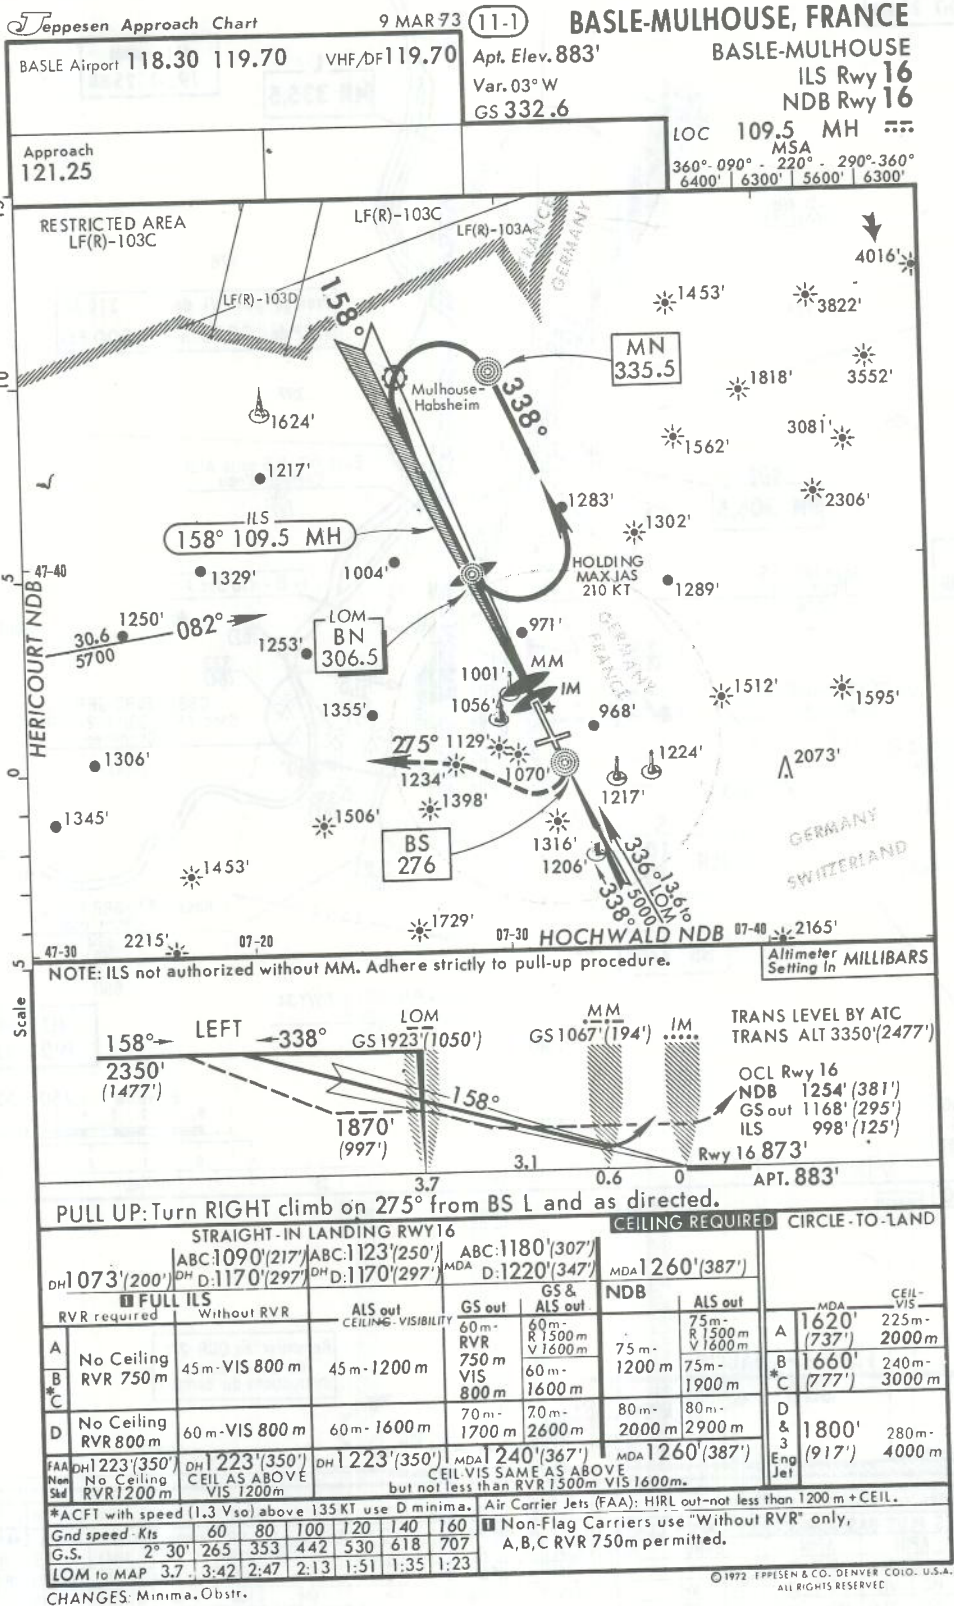 Jeppesen Approach Chart
9 MAR 73
11-1
BASLE-MULHOUSE, FRANCE
BASLE Airport 118.30 119.70 VHF/DF 119.70
Apt. Elev. 883'
Var. 03° W
GS 332.6
BASLE-MULHOUSE
ILS Rwy 16
NDB Rwy 16
LOC 109.5 MH
MSA
360°-090° - 220° - 290°-360°
6400' 6300' 5600' 6300'
Approach
121.25
RESTRICTED AREA
LF(R)-103C
LF(R)-103C
LF(R)-103A
LF(R)-103D
FRANCE
GERMANY
4016'
1453'
3822'
158°
MN
335.5
3552'
1818'
Mulhouse-
Habsheim
338°
1624'
3081'
1562'
1217'
2306'
1283'
1302'
ILS
158° 109.5 MH
HOLDING
MAX.IAS
210 KT
5
47-40
1329'
1004'
1289'
HERICOURT NDB
1250'
082°
30.6
5700
1253'
LOM
BN
306.5
971'
GERMANY
FRANCE
MM
IM
1001'
1056'
1512'
1595'
1355'
968'
275°
1129'
1224'
2073'
1306'
0
1234'
1070'
1217'
1398'
1345'
1506'
BS
276
1316'
1206'
336°
13.6 to
LOM
5000
338°
GERMANY
SWITZERLAND
1453'
1729'
2215'
2165'
47-30
07-20
07-30
HOCHWALD NDB
07-40
5
Scale
NOTE: ILS not authorized without MM. Adhere strictly to pull-up procedure.
Altimeter
Setting In MILLIBARS
LOM
MM
IM
158° LEFT 338°
GS 1923'(1050')
GS 1067'(194')
TRANS LEVEL BY ATC
TRANS ALT 3350'(2477')
2350'
(1477')
158°
1870'
(997')
OCL Rwy 16
NDB 1254' (381')
GS out 1168' (295')
ILS 998' (125')
Rwy 16 873'
3.1
3.7 0.6 0
APT. 883'
PULL UP: Turn RIGHT climb on 275° from BS L and as directed.
STRAIGHT-IN LANDING RWY 16
CEILING REQUIRED
CIRCLE-TO-LAND
DH 1073'(200')
ABC: 1090'(217')
DH D: 1170'(297')
ABC: 1123'(250')
DH D: 1170'(297')
ABC: 1180'(307')
MDA D: 1220'(347')
MDA 1260'(387')
1 FULL ILS
RVR required
Without RVR
ALS out
CEILING-VISIBILITY
GS out
GS &
ALS out
NDB
ALS out
MDA
CEIL-
VIS
A
B
*C
No Ceiling
RVR 750 m
45 m-VIS 800 m
45 m-1200 m
60 m-
RVR
750 m
VIS
800 m
60 m-
R 1500 m
V 1600 m
60 m-
1600 m
75 m-
1200 m
75 m-
R 1500 m
V 1600 m
75 m-
1900 m
A
1620'
(737')
225 m-
2000 m
B
*C
1660'
(777')
240 m-
3000 m
D
No Ceiling
RVR 800 m
60 m-VIS 800 m
60 m-1600 m
70 m-
1700 m
70 m-
2600 m
80 m-
2000 m
80 m-
2900 m
D
&
3
Eng
Jet
1800'
(917')
280 m-
4000 m
FAA
Non
Std
DH 1223'(350')
No Ceiling
RVR 1200 m
DH 1223'(350')
CEIL AS ABOVE
VIS 1200 m
DH 1223'(350')
MDA 1240'(367')
MDA 1260'(387')
CEIL-VIS SAME AS ABOVE
but not less than RVR 1500m VIS 1600m.
*ACFT with speed (1.3 Vso) above 135 KT use D minima.
Air Carrier Jets (FAA): HIRL out-not less than 1200 m + CEIL.
Gnd speed-Kts 60 80 100 120 140 160
G.S. 2° 30' 265 353 442 530 618 707
LOM to MAP 3.7 3:42 2:47 2:13 1:51 1:35 1:23
1 Non-Flag Carriers use "Without RVR" only,
A,B,C RVR 750m permitted.
CHANGES: Minima. Obstr.
© 1972 EPPESEN & CO. DENVER COLO. U.S.A.
ALL RIGHTS RESERVED